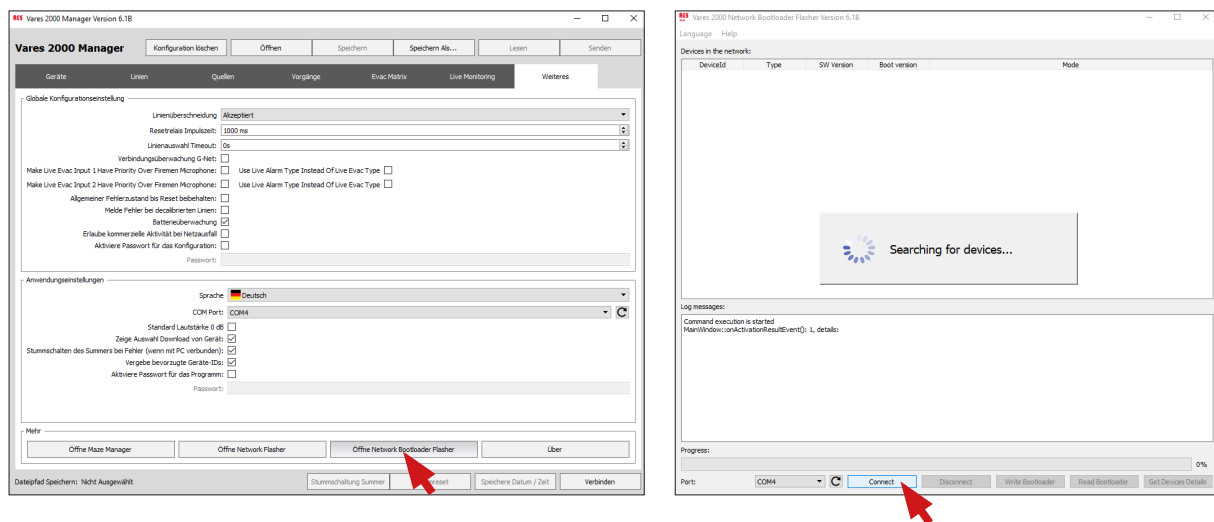 RCS Vares 2000 Manager Version 6.1B
Vares 2000 Manager
Konfiguration löschen Öffnen Speichern Speichern Als... Lesen Senden
Geräte Linien Quellen Vorgänge Evac Matrix Live Monitoring Weiteres
Globale Konfigurationseinstellung
Linienüberschneidung Akzeptiert
Resetrelais Impulszeit: 1000 ms
Linienauswahl Timeout: 0s
Verbindungsüberwachung G-Net:
Make Live Evac Input 1 Have Priority Over Firemen Microphone: Use Live Alarm Type Instead Of Live Evac Type
Make Live Evac Input 2 Have Priority Over Firemen Microphone: Use Live Alarm Type Instead Of Live Evac Type
Allgemeiner Fehlerzustand bis Reset beibehalten:
Melde Fehler bei decalibrierten Linien:
Batterieüberwachung
Erlaube kommerzielle Aktivität bei Netzausfall
Aktiviere Passwort für das Konfiguration:
Passwort:
Anwendungseinstellungen
Sprache Deutsch
COM Port: COM4
Standard Lautstärke 0 dB
Zeige Auswahl Download von Gerät:
Stummschalten des Summers bei Fehler (wenn mit PC verbunden):
Vergebe bevorzugte Geräte-IDs:
Aktiviere Passwort für das Programm:
Passwort:
Mehr
Öffne Maze Manager Öffne Network Flasher Öffne Network Bootloader Flasher Über
Dateipfad Speichern: Nicht Ausgewählt Stummschaltung Summer Speichere Datum / Zeit Verbinden
RCS Vares 2000 Network Bootloader Flasher Version 6.1B
Language Help
Devices in the network:
DeviceId Type SW Version Boot version Mode
Searching for devices...
Log messages:
Command execution is started
MainWindow::onActivationResultEvent(): 1, details:
Progress:
0%
Port: COM4 Connect Disconnect Write Bootloader Read Bootloader Get Devices Details